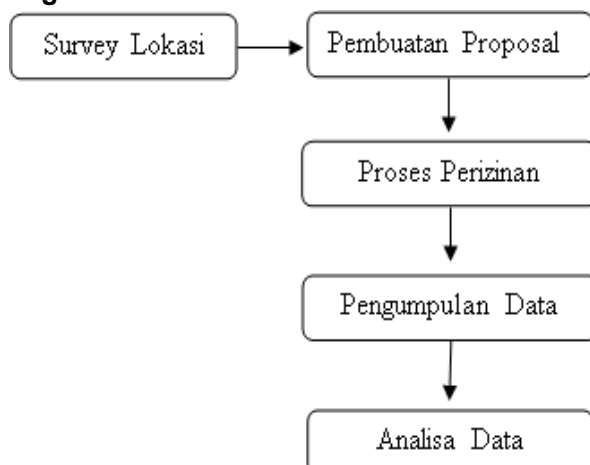 Survey Lokasi
Pembuatan Proposal
Proses Perizinan
Pengumpulan Data
Analisa Data